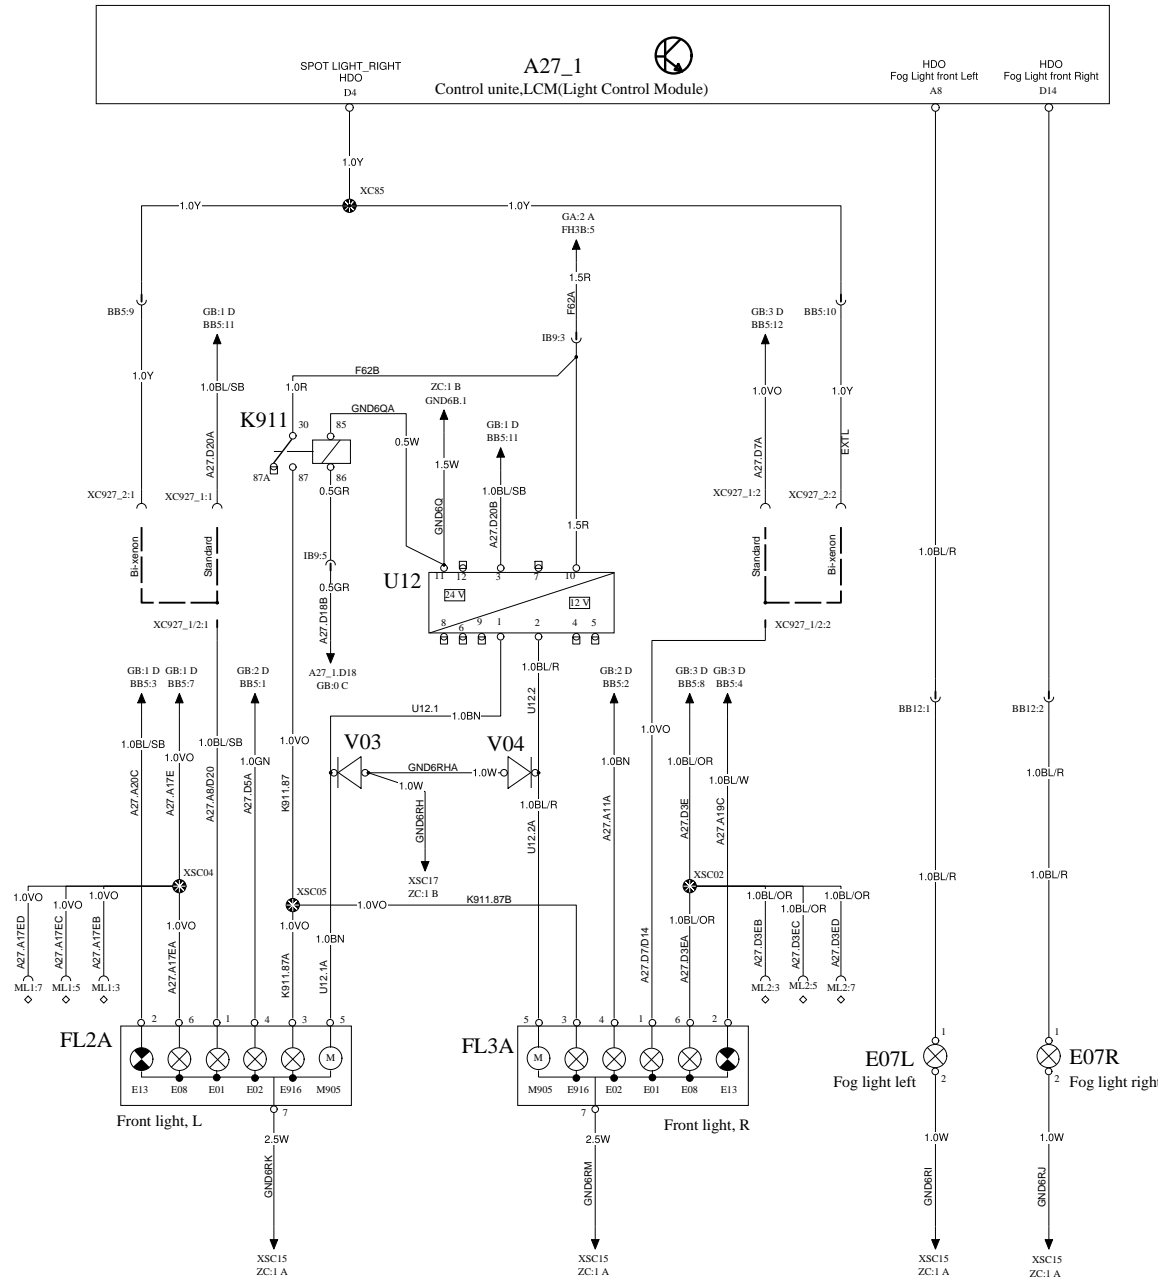 SPOT LIGHT_RIGHT
HDO
D4
A27_1
Control unite,LCM(Light Control Module)
HDO
Fog Light front Left
A8
HDO
Fog Light front Right
D14
1.0Y
XC85
1.0Y
1.0Y
GA:2 A
FH3B:5
1.5R
F62A
BB5:9
GB:1 D
BB5:11
IB9:3
GB:3 D
BB5:12
BB5:10
F62B
1.0Y
1.0BL/SB
1.0R
ZC:1 B
GND6B.1
1.0VO
1.0Y
GND6QA
K911
30
85
GB:1 D
BB5:11
0.5W
A27.D20A
A27.D7A
EXTL
1.5W
87A
87
86
0.5GR
1.0BL/SB
XC927_2:1
XC927_1:1
XC927_1:2
XC927_2:2
GND6Q
A27.D20B
1.5R
Bi-xenon
Standard
Standard
Bi-xenon
1.0BL/R
IB9:5
U12
11
12
3
7
10
0.5GR
24 V
12 V
A27.D18B
8
6
9
1
2
4
5
XC927_1/2:1
XC927_1/2:2
GB:1 D
BB5:3
GB:1 D
BB5:7
GB:2 D
BB5:1
A27_1.D18
GB:0 C
1.0BL/R
GB:2 D
BB5:2
GB:3 D
BB5:8
GB:3 D
BB5:4
U12.2
U12.1
1.0BN
BB12:1
BB12:2
1.0BL/SB
1.0VO
1.0BL/SB
1.0GN
1.0VO
V03
V04
1.0VO
GND6RHA
1.0W
1.0W
1.0BN
1.0BL/OR
1.0BL/W
1.0BL/R
A27.A20C
A27.A17E
A27.A8/D20
A27.D5A
K911.87
GND6RH
1.0BL/R
U12.2A
A27.A11A
A27.D3E
A27.A19C
XSC04
XSC05
XSC17
ZC:1 B
XSC02
1.0BL/R
1.0BL/R
1.0VO
1.0VO
1.0VO
1.0VO
K911.87B
1.0BL/OR
1.0BL/OR
1.0BL/OR
1.0VO
1.0VO
1.0BL/OR
1.0BN
A27.A17ED
A27.A17EC
A27.A17EB
A27.A17EA
K911.87A
U12.1A
A27.D7/D14
A27.D3EA
A27.D3EB
A27.D3EC
A27.D3ED
ML1:7
ML1:5
ML1:3
ML2:3
ML2:5
ML2:7
FL2A
2
6
1
4
3
5
M
E13
E08
E01
E02
E916
M905
7
Front light, L
FL3A
5
3
4
1
6
2
M
M905
E916
E02
E01
E08
E13
7
Front light, R
1
E07L
Fog light left
2
1
E07R
Fog light right
2
2.5W
2.5W
1.0W
1.0W
GND6RK
GND6RM
GND6RI
GND6RJ
XSC15
ZC:1 A
XSC15
ZC:1 A
XSC15
ZC:1 A
XSC15
ZC:1 A